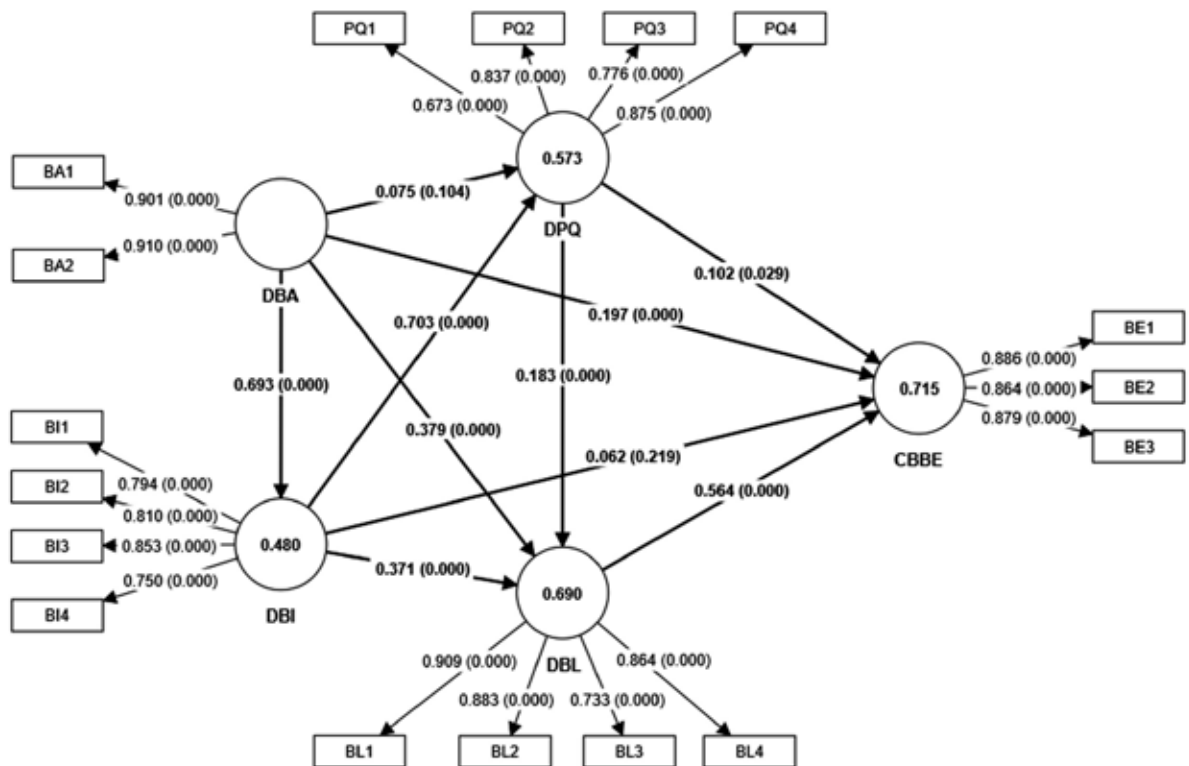 PQ1
PQ2
PQ3
PQ4
0.837 (0.000)
0.776 (0.000)
0.673 (0.000)
0.875 (0.000)
BA1
0.901 (0.000)
0.573
BA2
0.910 (0.000)
0.075 (0.104)
DPQ
DBA
0.102 (0.029)
0.197 (0.000)
0.703 (0.000)
BE1
0.886 (0.000)
0.693 (0.000)
0.183 (0.000)
0.715
0.864 (0.000)
BE2
BI1
0.379 (0.000)
0.879 (0.000)
BE3
CBBE
0.062 (0.219)
0.794 (0.000)
BI2
0.564 (0.000)
0.810 (0.000)
BI3
0.853 (0.000)
0.480
0.371 (0.000)
0.750 (0.000)
0.690
BI4
DBI
DBL
0.909 (0.000)
0.864 (0.000)
0.883 (0.000)
0.733 (0.000)
BL1
BL2
BL3
BL4